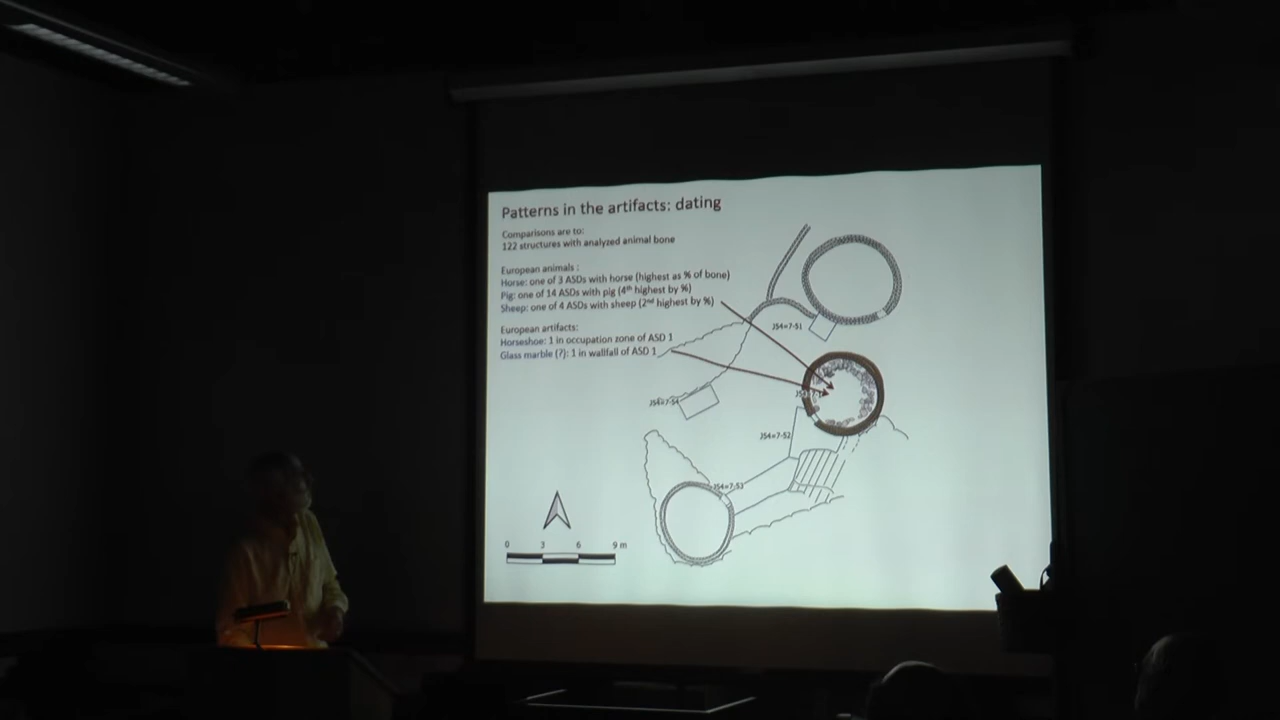 Patterns in the artifacts: dating
Comparisons are to:
122 structures with analyzed animal bone
European animals :
Horse: one of 3 ASDs with horse (highest as % of bone)
Pig: one of 14 ASDs with pig (4th highest by %)
Sheep: one of 4 ASDs with sheep (2nd highest by %)
European artifacts:
Horseshoe: 1 in occupation zone of ASD 1
Glass marble (?): 1 in wallfall of ASD 1
JS4=7-51
JS4=7-54
JS4=7-52
JS4=7-53
0 3 6 9 m